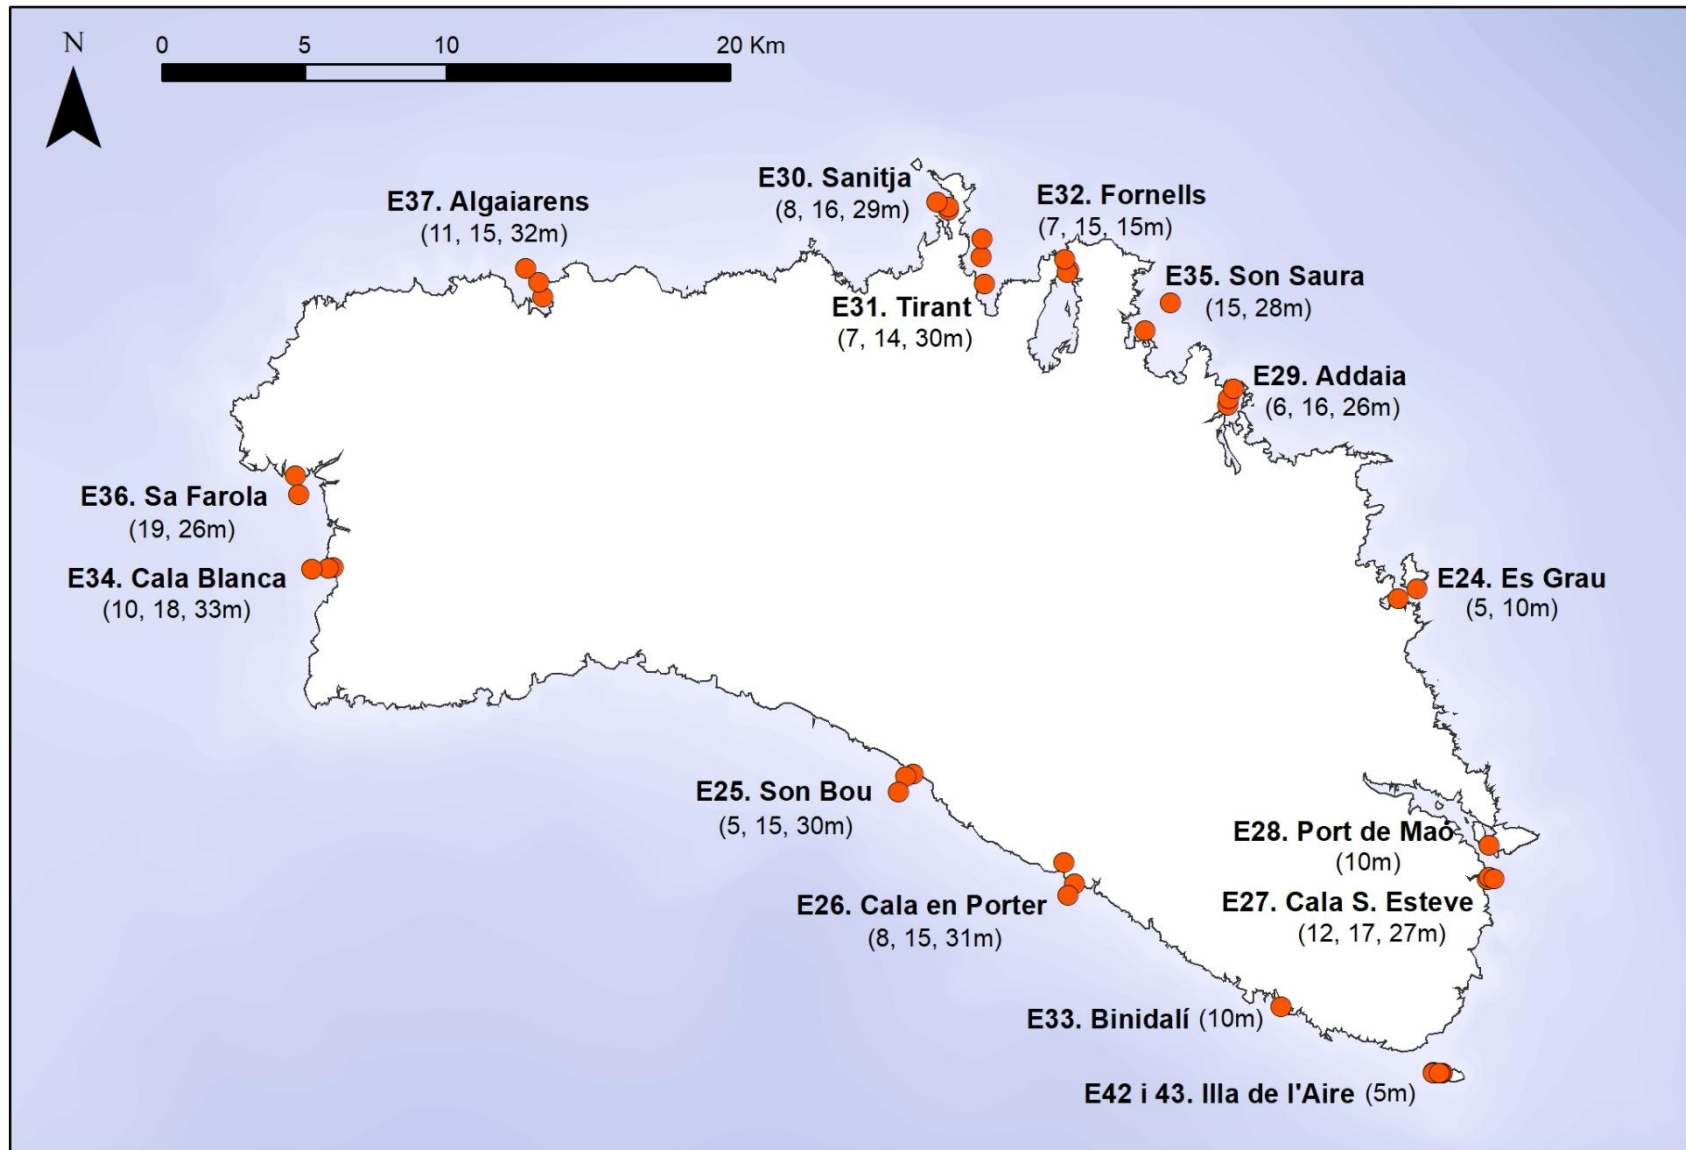 N
0 5 10 20 Km
E30. Sanitja
(8, 16, 29m)
E32. Fornells
(7, 15, 15m)
E37. Algaiarens
(11, 15, 32m)
E35. Son Saura
(15, 28m)
E31. Tirant
(7, 14, 30m)
E29. Addaia
(6, 16, 26m)
E36. Sa Farola
(19, 26m)
E34. Cala Blanca
(10, 18, 33m)
E24. Es Grau
(5, 10m)
E25. Son Bou
(5, 15, 30m)
E28. Port de Maó
(10m)
E27. Cala S. Esteve
(12, 17, 27m)
E26. Cala en Porter
(8, 15, 31m)
E33. Binidalí (10m)
E42 i 43. Illa de l'Aire (5m)